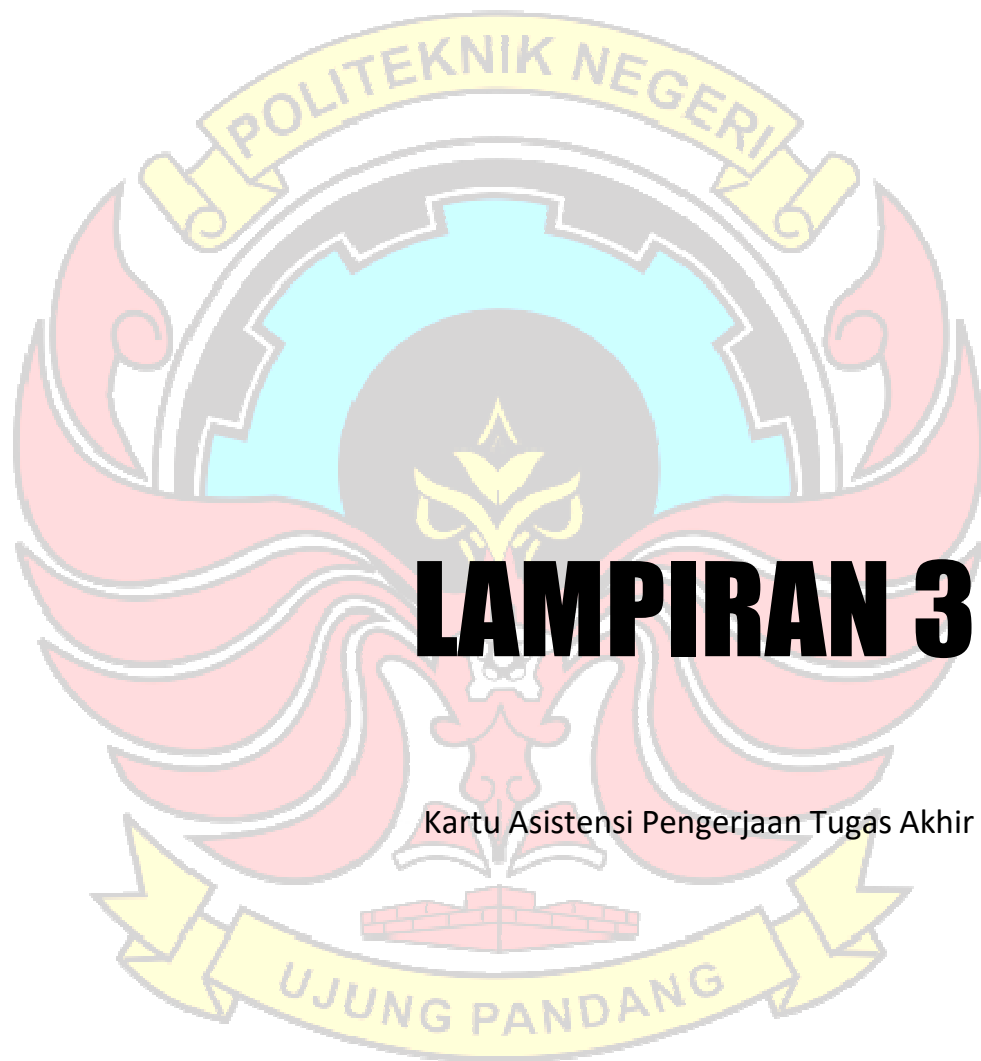 POLITEKNIK NEGERI
LAMPIRAN 3
Kartu Asistensi Pengerjaan Tugas Akhir
UJUNG PANDANG